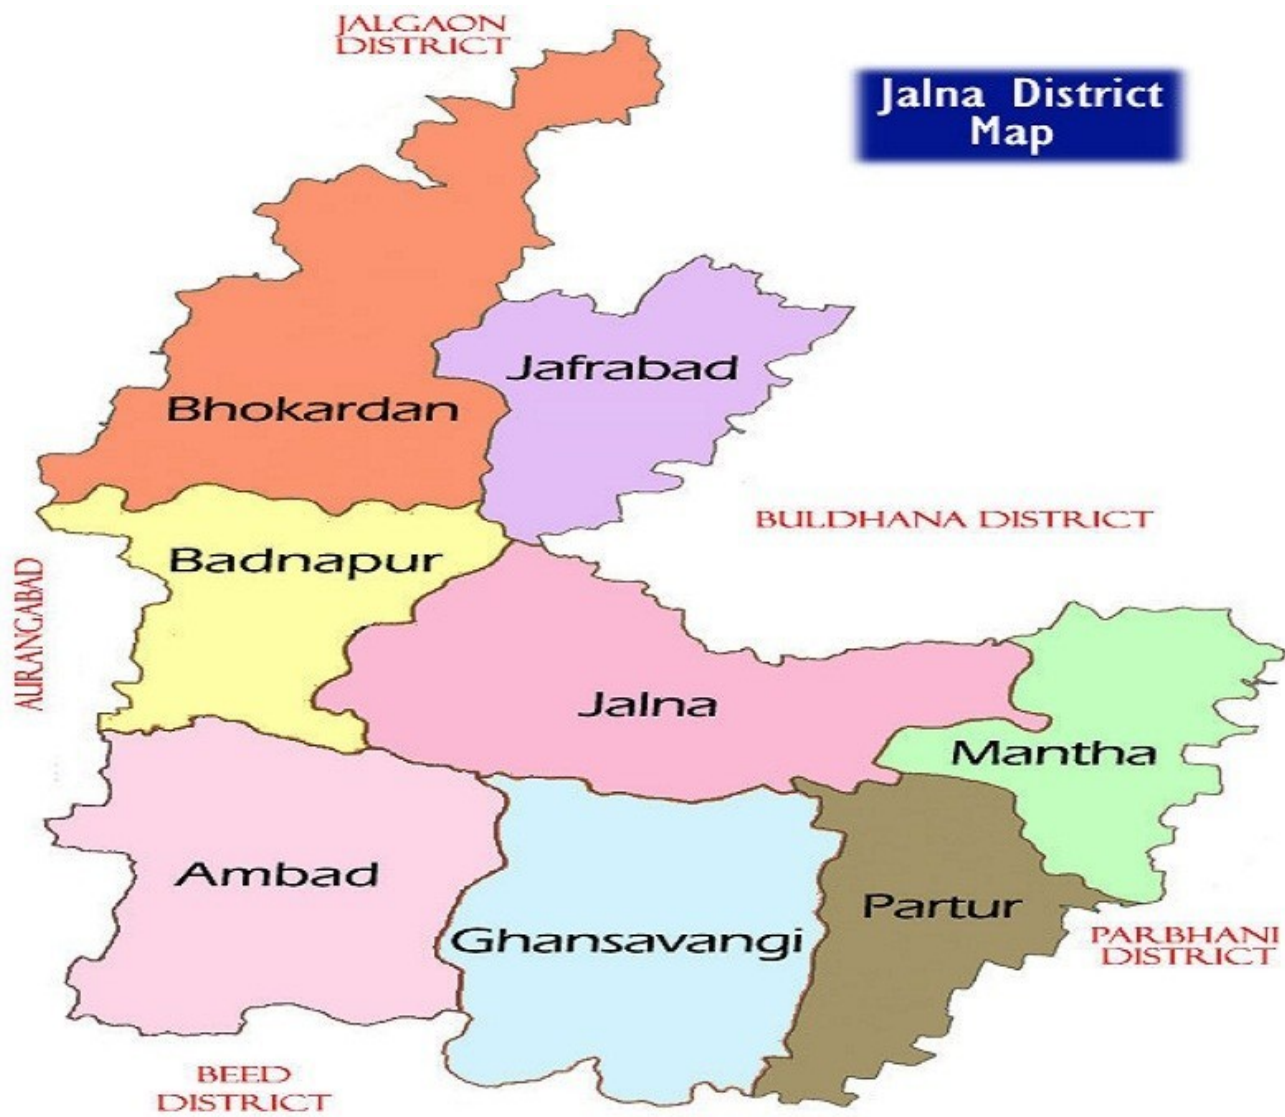 JALGAON
DISTRICT
Jalna District
Map
Jafrabad
Bhokardan
BULDHANA DISTRICT
Badnapur
AURANGABAD
Jalna
Mantha
Ambad
Partur
Ghansavangi
PARBHANI
DISTRICT
BEED
DISTRICT